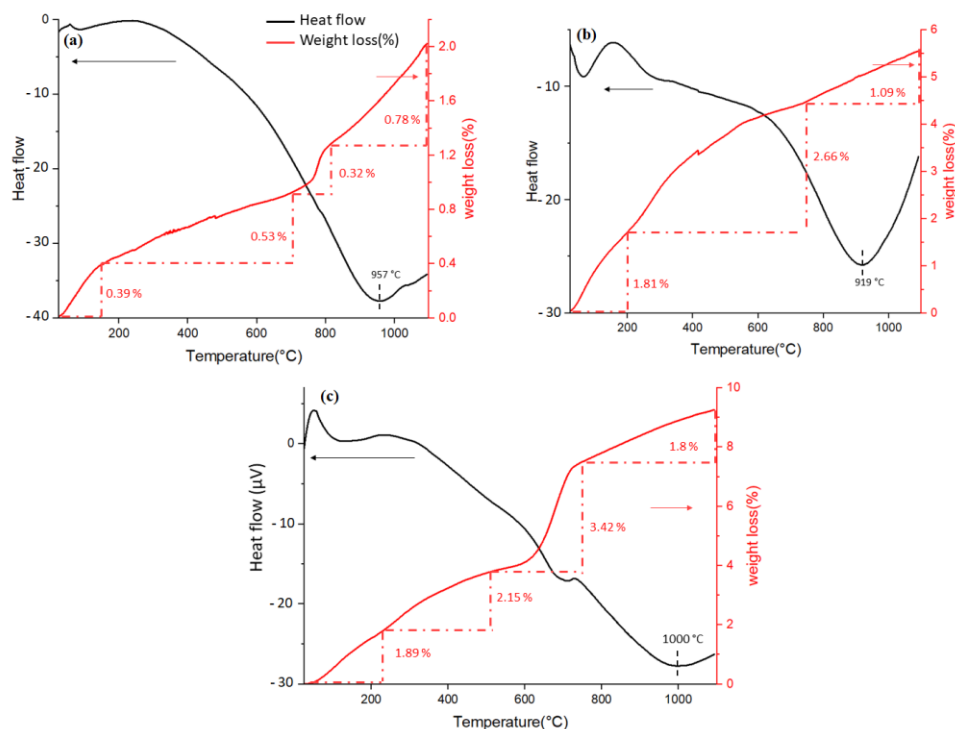 (a)
Heat flow
Weight loss(%)
0
-10
-20
-30
-40
Heat flow
2.0
1.6
1.2
0.8
0.4
0.0
weight loss(%)
0.78 %
0.32 %
0.53 %
0.39 %
957 °C
200 400 600 800 1000
Temperature(°C)
(b)
-10
-20
-30
Heat flow
6
5
4
3
2
1
0
weight loss(%)
1.09 %
2.66 %
1.81 %
919 °C
200 400 600 800 1000
Temperature(°C)
(c)
0
-10
-20
-30
Heat flow (µV)
10
8
6
4
2
0
weight loss(%)
1.8 %
3.42 %
2.15 %
1.89 %
1000 °C
200 400 600 800 1000
Temperature(°C)